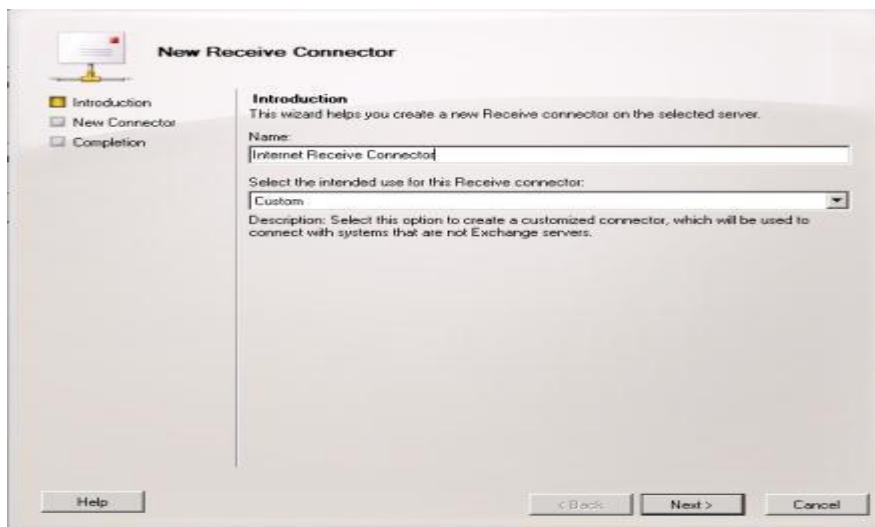 New Receive Connector
Introduction
New Connector
Completion
Introduction
This wizard helps you create a new Receive connector on the selected server.
Name:
Internet Receive Connector
Select the intended use for this Receive connector:
Custom
Description: Select this option to create a customized connector, which will be used to
connect with systems that are not Exchange servers.
Help
< Back
Next >
Cancel